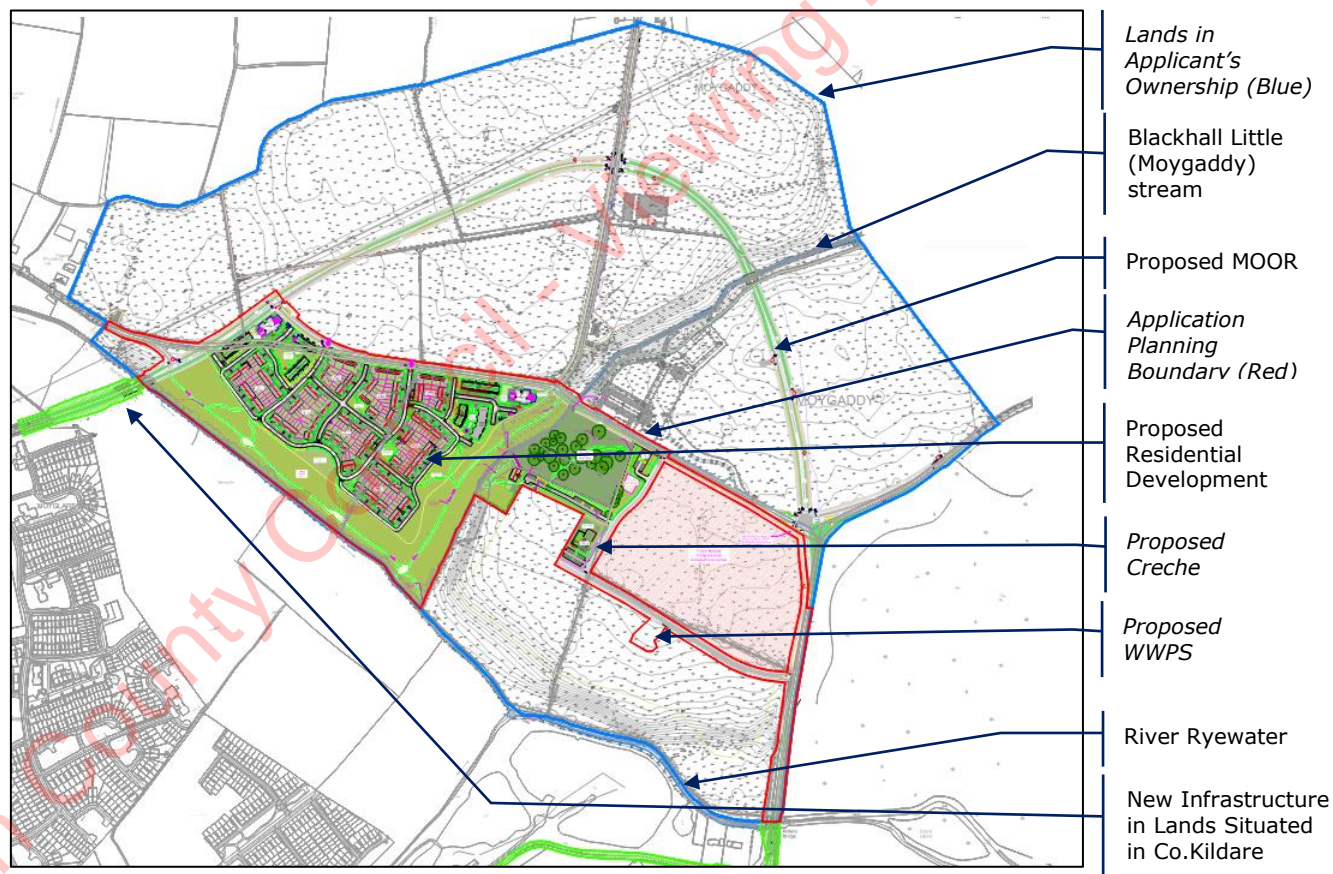 Lands in
Applicant's
Ownership (Blue)
Blackhall Little
(Moygaddy)
stream
Proposed MOOR
Application
Planning
Boundary (Red)
Proposed
Residential
Development
Proposed
Creche
Proposed
WWPS
River Ryewater
New Infrastructure
in Lands Situated
in Co.Kildare
MOYGADDY
MOYGADDY
County Council - Viewing